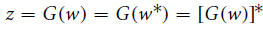 z = G(w) = G(w*) = [G(w)]*